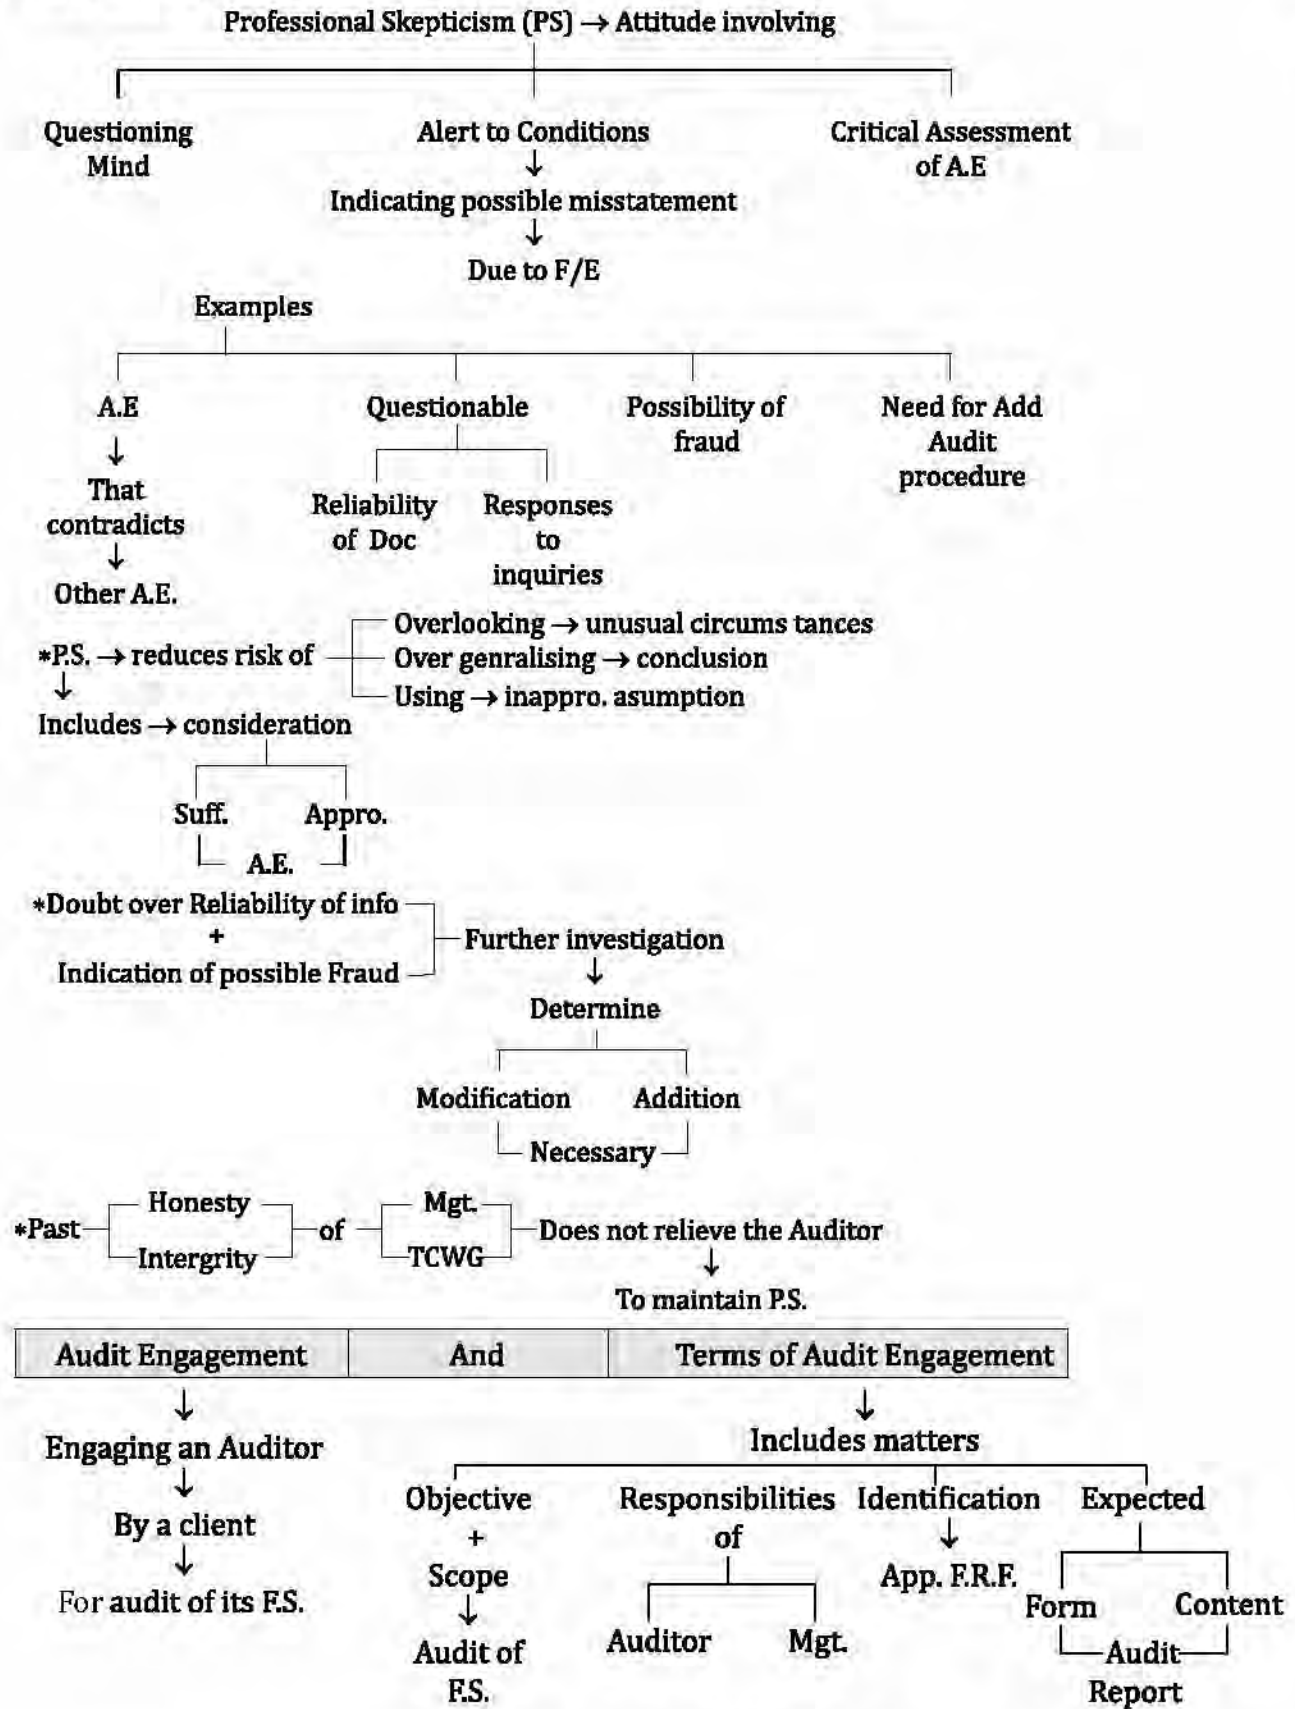 Professional Skepticism (PS) → Attitude involving
Questioning Mind
Alert to Conditions
↓
Indicating possible misstatement
↓
Due to F/E
Critical Assessment of A.E
Examples
A.E
↓
That contradicts
↓
Other A.E.
Questionable
Reliability of Doc
Responses to inquiries
Possibility of fraud
Need for Add Audit procedure
*P.S. → reduces risk of
Overlooking → unusual circums tances
Over genralising → conclusion
Using → inappro. asumption
↓
Includes → consideration
Suff. Appro.
A.E.
*Doubt over Reliability of info
+
Indication of possible Fraud
Further investigation
↓
Determine
Modification Addition
Necessary
*Past
Honesty
Intergrity
of
Mgt.
TCWG
Does not relieve the Auditor
↓
To maintain P.S.
Audit Engagement And Terms of Audit Engagement
↓
Engaging an Auditor
↓
By a client
↓
For audit of its F.S.
↓
Includes matters
Objective
+
Scope
↓
Audit of
F.S.
Responsibilities
of
Auditor Mgt.
Identification
↓
App. F.R.F.
Expected
Form Content
Audit
Report